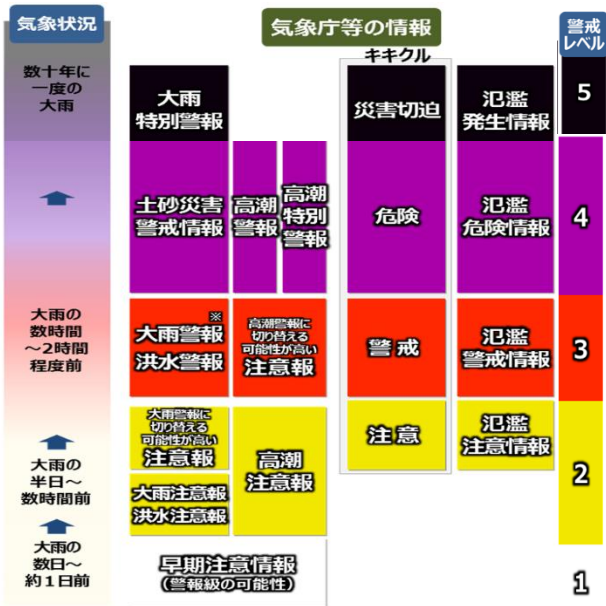 気象状況
気象庁等の情報
警戒
レベル
キキクル
数十年に
一度の
大雨
大雨
特別警報
災害切迫
氾濫
発生情報
5
土砂災害
警戒情報
高潮
警報
高潮
特別
警報
危険
氾濫
危険情報
4
大雨の
数時間
~2時間
程度前
※
大雨警報
洪水警報
高潮警報に
切り替える
可能性が高い
注意報
警戒
氾濫
警戒情報
3
大雨の
半日~
数時間前
大雨警報に
切り替える
可能性が高い
注意報
大雨注意報
洪水注意報
高潮
注意報
注意
氾濫
注意情報
2
大雨の
数日~
約1日前
早期注意情報
(警報級の可能性)
1